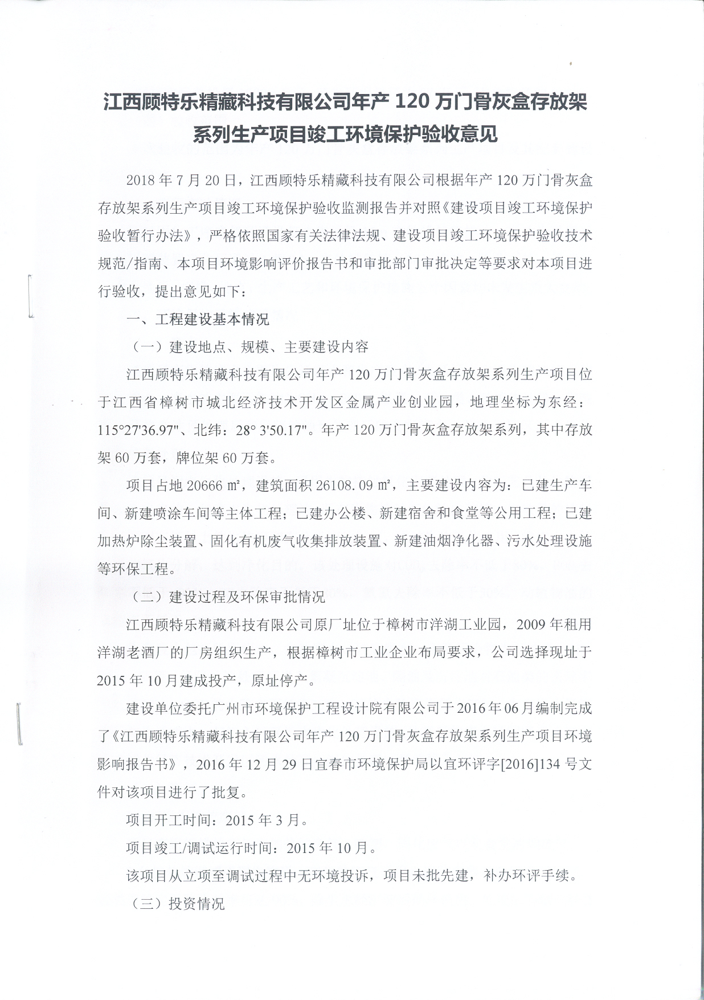 江西顾特乐精藏科技有限公司年产 120 万门骨灰盒存放架
系列生产项目竣工环境保护验收意见
2018 年 7 月 20 日，江西顾特乐精藏科技有限公司根据年产 120 万门骨灰盒
存放架系列生产项目竣工环境保护验收监测报告并对照《建设项目竣工环境保护
验收暂行办法》，严格依照国家有关法律法规、建设项目竣工环境保护验收技术
规范/指南、本项目环境影响评价报告书和审批部门审批决定等要求对本项目进
行验收，提出意见如下：
一、工程建设基本情况
（一）建设地点、规模、主要建设内容
江西顾特乐精藏科技有限公司年产 120 万门骨灰盒存放架系列生产项目位
于江西省樟树市城北经济技术开发区金属产业创业园，地理坐标为东经：
115°27'36.97"、北纬：28° 3'50.17"。年产 120 万门骨灰盒存放架系列，其中存放
架 60 万套，牌位架 60 万套。
项目占地 20666 ㎡，建筑面积 26108.09 ㎡，主要建设内容为：已建生产车
间、新建喷涂车间等主体工程；已建办公楼、新建宿舍和食堂等公用工程；已建
加热炉除尘装置、固化有机废气收集排放装置、新建油烟净化器、污水处理设施
等环保工程。
（二）建设过程及环保审批情况
江西顾特乐精藏科技有限公司原厂址位于樟树市洋湖工业园，2009 年租用
洋湖老酒厂的厂房组织生产，根据樟树市工业企业布局要求，公司选择现址于
2015 年 10 月建成投产，原址停产。
建设单位委托广州市环境保护工程设计院有限公司于 2016 年 06 月编制完成
了《江西顾特乐精藏科技有限公司年产 120 万门骨灰盒存放架系列生产项目环境
影响报告书》，2016 年 12 月 29 日宜春市环境保护局以宜环评字[2016]134 号文
件对该项目进行了批复。
项目开工时间：2015 年 3 月。
项目竣工/调试运行时间：2015 年 10 月。
该项目从立项至调试过程中无环境投诉，项目未批先建，补办环评手续。
（三）投资情况